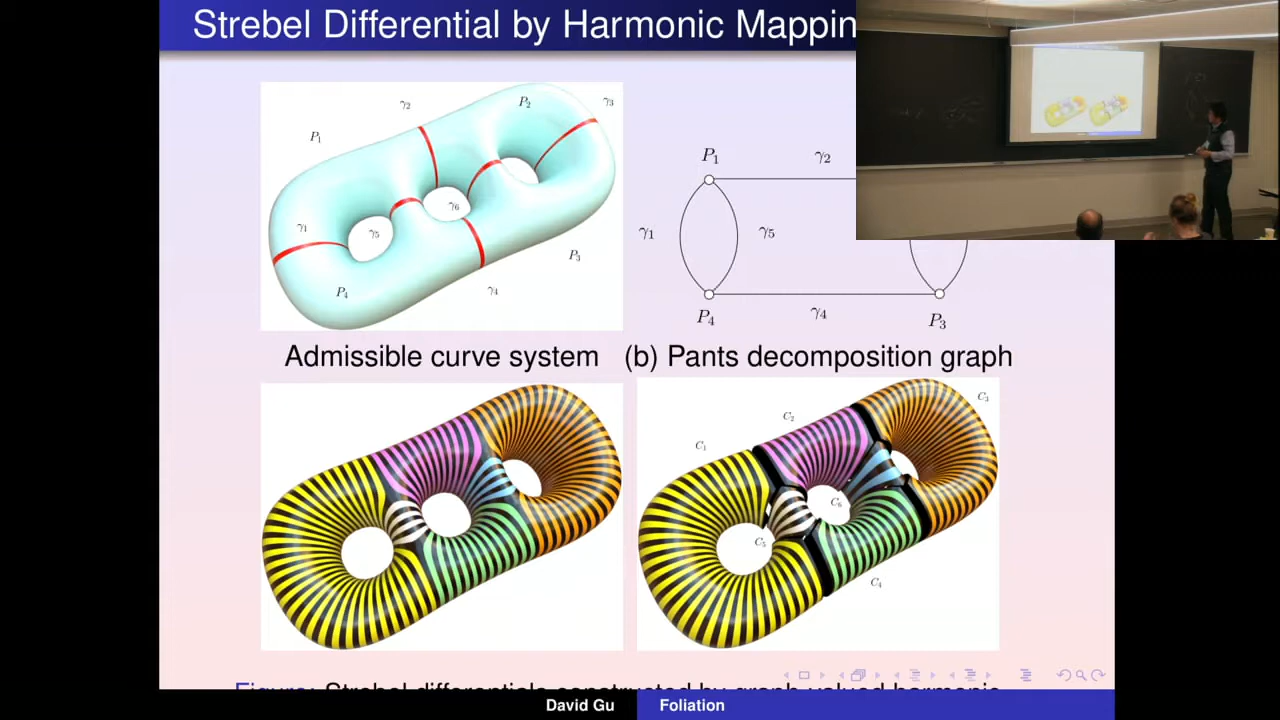 Strebel Differential by Harmonic Mappin
γ2
P2
γ3
P1
γ1
γ5
γ6
P3
P4
γ4
P1
γ2
γ1
γ5
P4
γ4
P3
Admissible curve system
(b) Pants decomposition graph
C1
C2
C3
C6
C5
C4
Figure: Strebel differentials constructed by graph valued harmonic
David Gu
Foliation